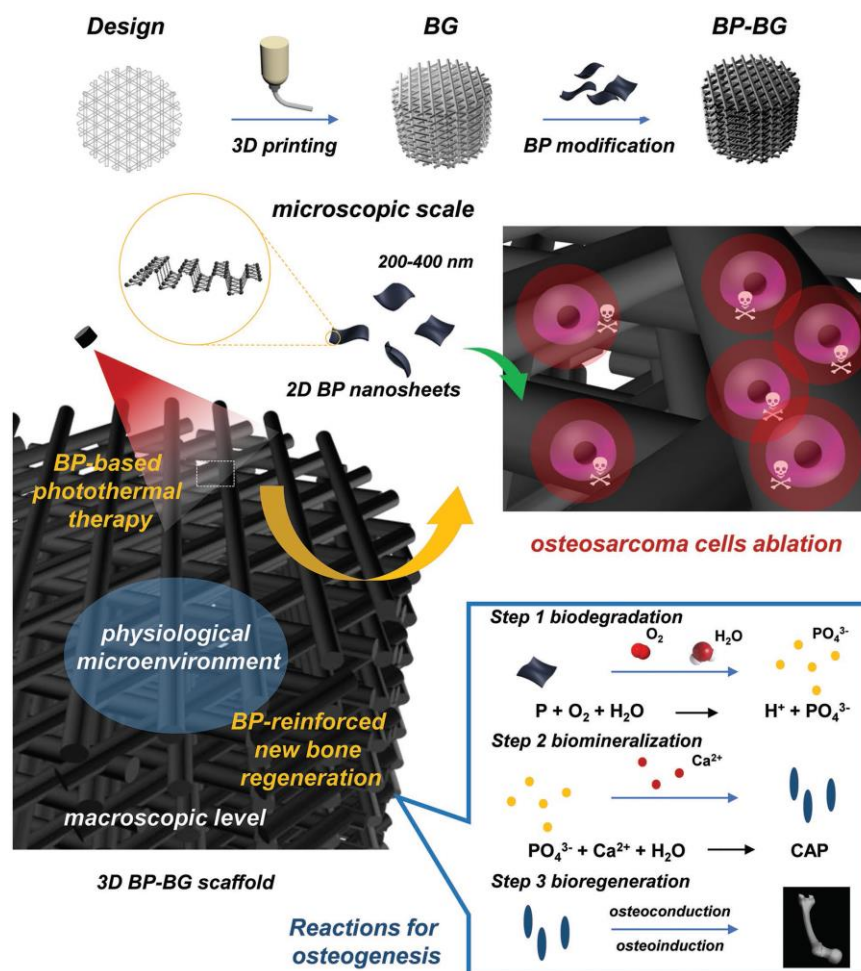 Design
BG
BP-BG
3D printing
BP modification
microscopic scale
200-400 nm
2D BP nanosheets
BP-based
photothermal
therapy
osteosarcoma cells ablation
physiological
microenvironment
BP-reinforced
new bone
regeneration
macroscopic level
3D BP-BG scaffold
Reactions for
osteogenesis
Step 1 biodegradation
O₂
H₂O
PO₄³⁻
P + O₂ + H₂O → H⁺ + PO₄³⁻
Step 2 biomineralization
Ca²⁺
PO₄³⁻ + Ca²⁺ + H₂O → CAP
Step 3 bioregeneration
osteoconduction
osteoinduction